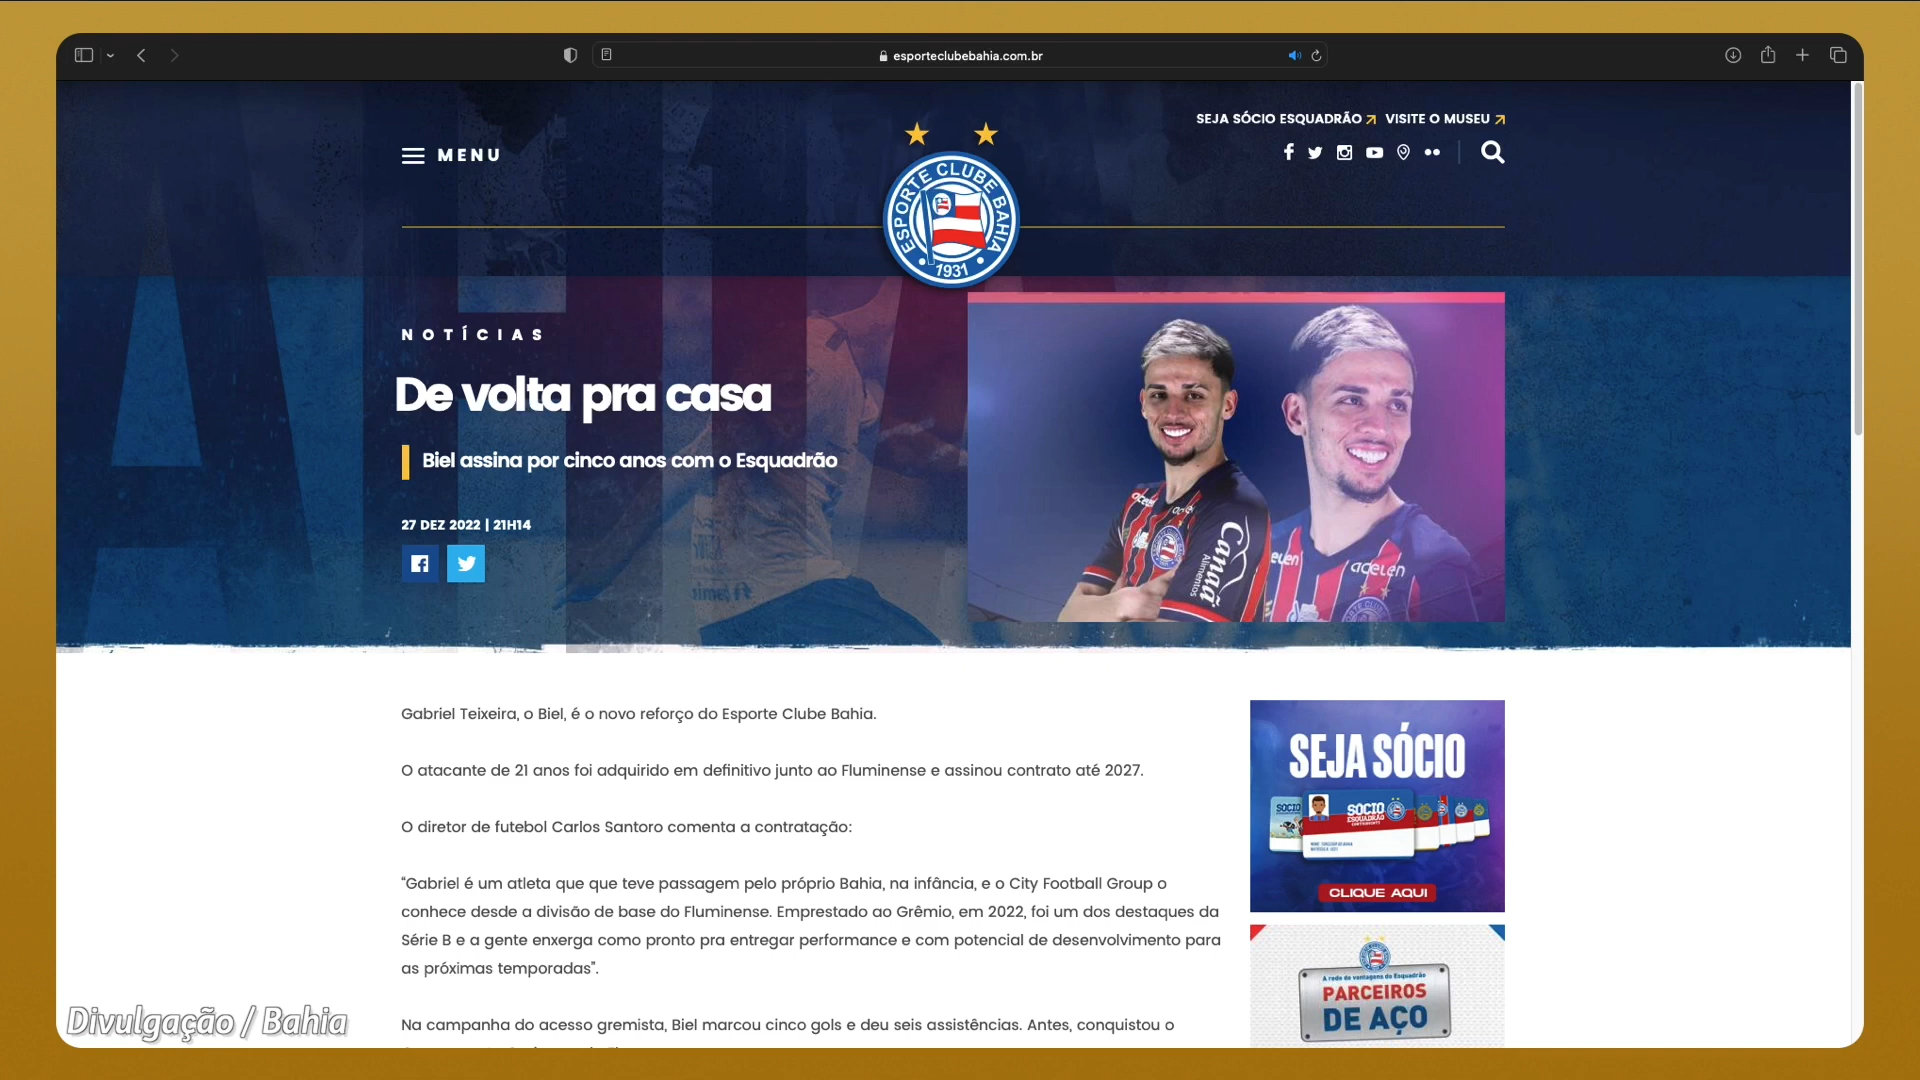 esporteclubebahia.com.br
SEJA SÓCIO ESQUADRÃO VISITE O MUSEU
MENU
ESPORTE CLUBE BAHIA
1931
NOTÍCIAS
De volta pra casa
Biel assina por cinco anos com o Esquadrão
27 DEZ 2022 | 21H14
acelen
Canaã
Alimentos
elen
acelen
Gabriel Teixeira, o Biel, é o novo reforço do Esporte Clube Bahia.
O atacante de 21 anos foi adquirido em definitivo junto ao Fluminense e assinou contrato até 2027.
O diretor de futebol Carlos Santoro comenta a contratação:
“Gabriel é um atleta que que teve passagem pelo próprio Bahia, na infância, e o City Football Group o
conhece desde a divisão de base do Fluminense. Emprestado ao Grêmio, em 2022, foi um dos destaques da
Série B e a gente enxerga como pronto pra entregar performance e com potencial de desenvolvimento para
as próximas temporadas”.
Na campanha do acesso gremista, Biel marcou cinco gols e deu seis assistências. Antes, conquistou o
SEJA SÓCIO
SÓCIO
SÓCIO
ESQUADRÃO
CLIQUE AQUI
A rede de vantagens do Esquadrão
PARCEIROS
DE AÇO
Divulgação / Bahia